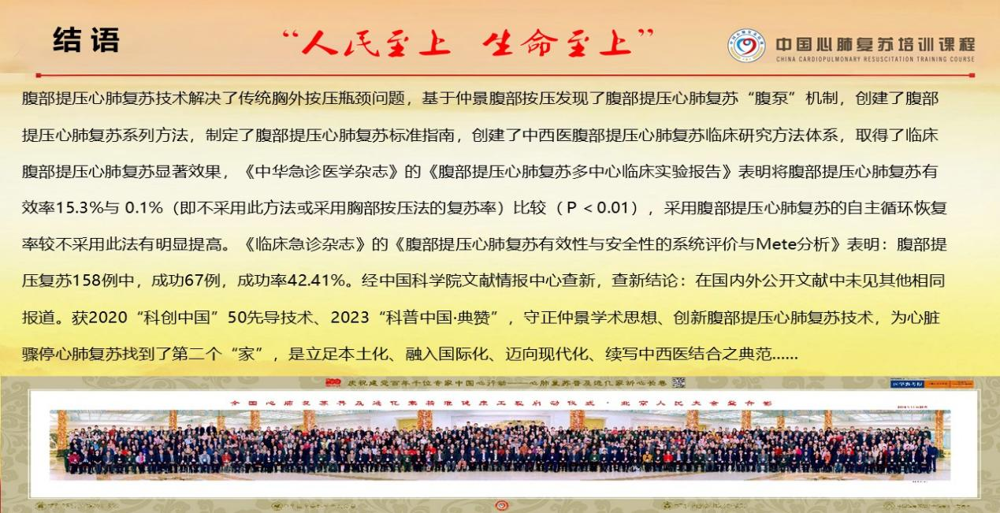 结语
“人民至上 生命至上”
中国心肺复苏培训课程
CHINA CARDIOPULMONARY RESUSCITATION TRAINING COURSE
腹部提压心肺复苏技术解决了传统胸外按压瓶颈问题，基于仲景腹部按压发现了腹部提压心肺复苏“腹泵”机制，创建了腹部
提压心肺复苏系列方法，制定了腹部提压心肺复苏标准指南，创建了中西医腹部提压心肺复苏临床研究方法体系，取得了临床
腹部提压心肺复苏显著效果，《中华急诊医学杂志》的《腹部提压心肺复苏多中心临床实验报告》表明将腹部提压心肺复苏有
效率15.3%与 0.1%（即不采用此方法或采用胸部按压法的复苏率）比较（P＜0.01），采用腹部提压心肺复苏的自主循环恢复
率较不采用此法有明显提高。《临床急诊杂志》的《腹部提压心肺复苏有效性与安全性的系统评价与Mete分析》表明：腹部提
压复苏158例中，成功67例，成功率42.41%。经中国科学院文献情报中心查新，查新结论：在国内外公开文献中未见其他相同
报道。获2020“科创中国”50先导技术、2023“科普中国·典赞”，守正仲景学术思想、创新腹部提压心肺复苏技术，为心脏
骤停心肺复苏找到了第二个“家”，是立足本土化、融入国际化、迈向现代化、续写中西医结合之典范......
庆祝建党百年千位专家中国心行动——心肺复苏普及进亿家祈心长卷
全国心肺复苏普及进亿家精准健康工程启动仪式·北京人民大会堂合影